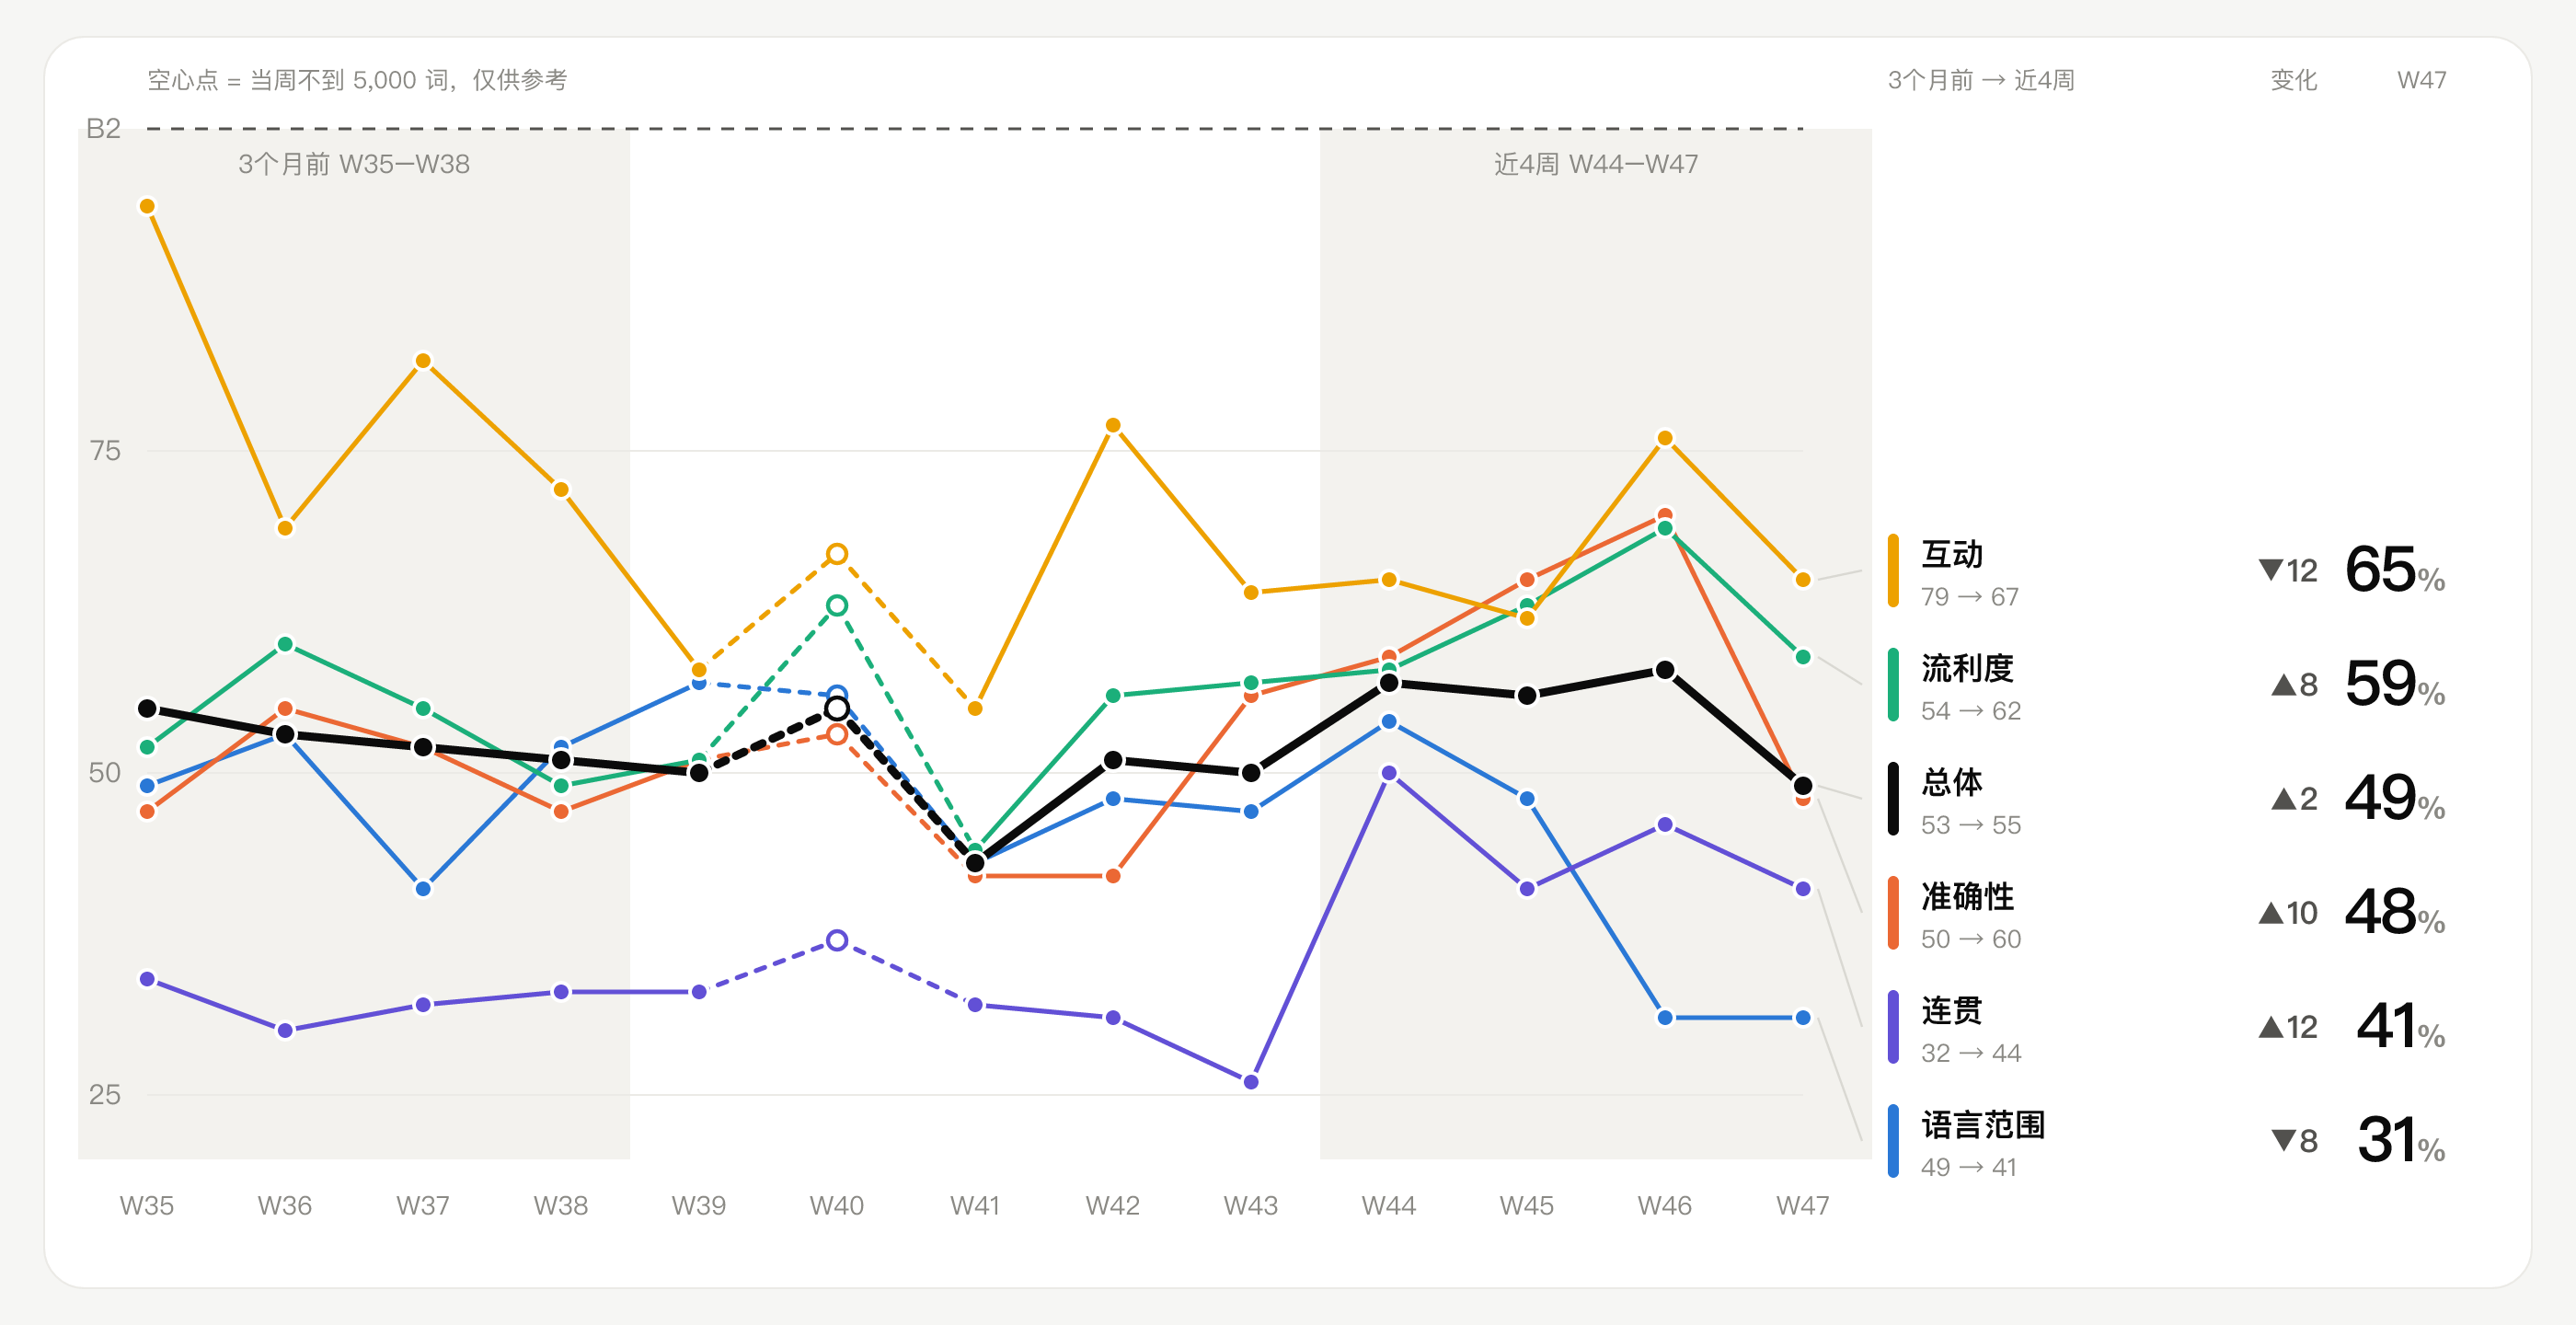 空心点 = 当周不到 5,000 词，仅供参考
3个月前 → 近4周 变化 W47
B2
3个月前 W35—W38
近4周 W44—W47
75
50
25
互动
79 → 67
▼12 65%
流利度
54 → 62
▲8 59%
总体
53 → 55
▲2 49%
准确性
50 → 60
▲10 48%
连贯
32 → 44
▲12 41%
语言范围
49 → 41
▼8 31%
W35 W36 W37 W38 W39 W40 W41 W42 W43 W44 W45 W46 W47